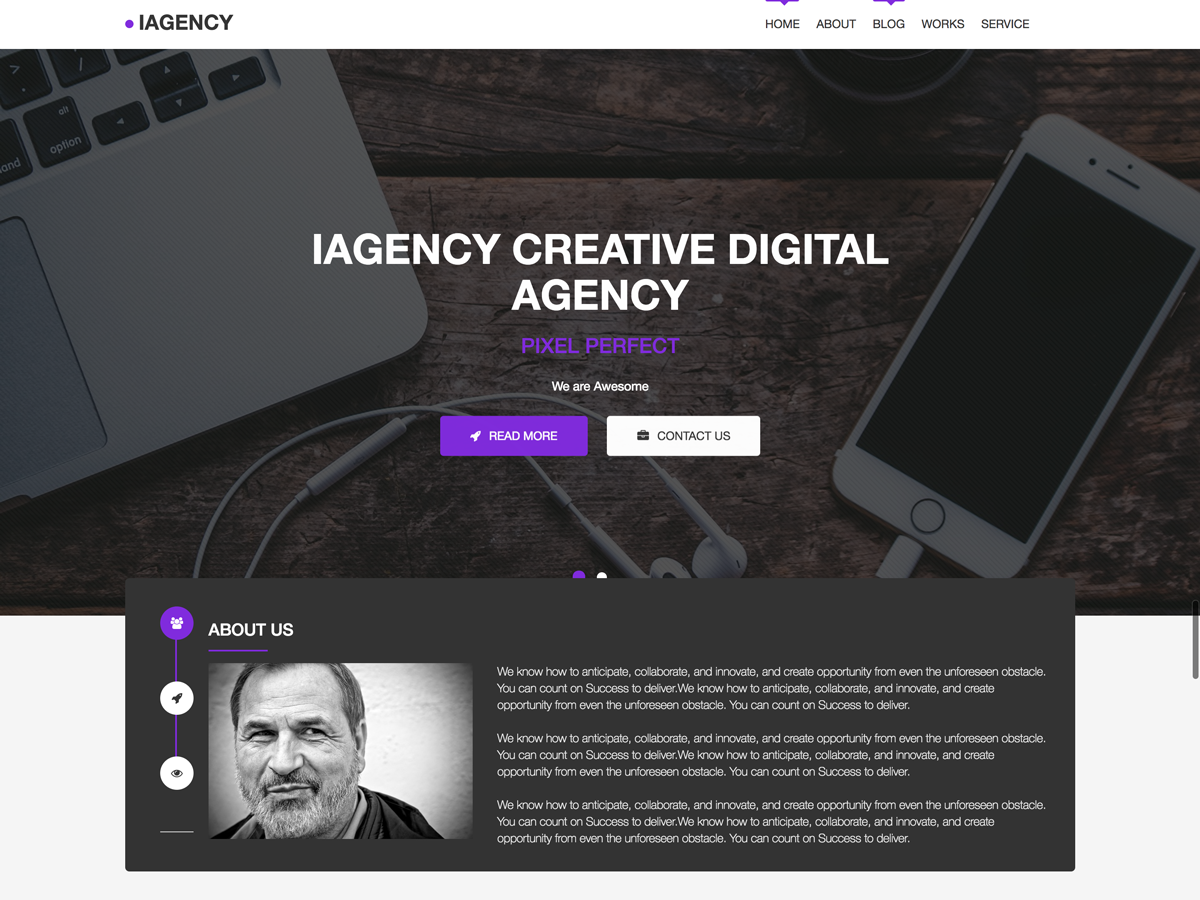 IAGENCY
HOME ABOUT BLOG WORKS SERVICE
alt
option
IAGENCY CREATIVE DIGITAL
AGENCY
PIXEL PERFECT
We are Awesome
READ MORE CONTACT US
ABOUT US
We know how to anticipate, collaborate, and innovate, and create opportunity from even the unforeseen obstacle.
You can count on Success to deliver.We know how to anticipate, collaborate, and innovate, and create
opportunity from even the unforeseen obstacle. You can count on Success to deliver.
We know how to anticipate, collaborate, and innovate, and create opportunity from even the unforeseen obstacle.
You can count on Success to deliver.We know how to anticipate, collaborate, and innovate, and create
opportunity from even the unforeseen obstacle. You can count on Success to deliver.
We know how to anticipate, collaborate, and innovate, and create opportunity from even the unforeseen obstacle.
You can count on Success to deliver.We know how to anticipate, collaborate, and innovate, and create
opportunity from even the unforeseen obstacle. You can count on Success to deliver.